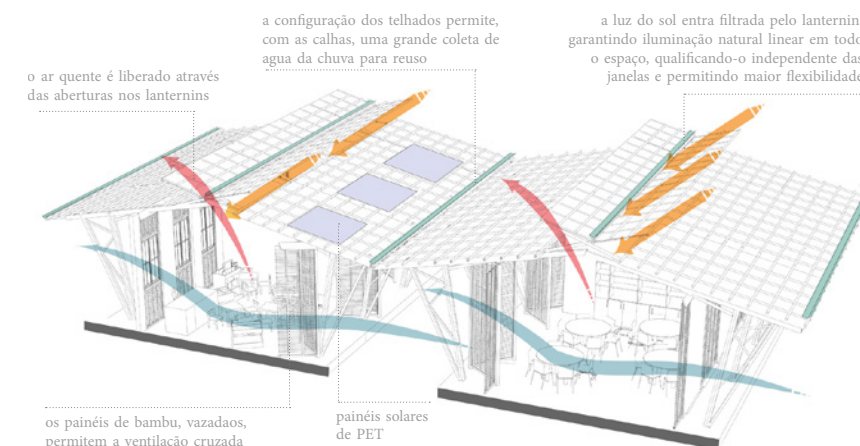 a configuração dos telhados permite,
com as calhas, uma grande coleta de
agua da chuva para reuso
a luz do sol entra filtrada pelo lanternin
garantindo iluminação natural linear em todo
o espaço, qualificando-o independente das
janelas e permitindo maior flexibilidade
o ar quente é liberado através
das aberturas nos lanternins
os painéis de bambu, vazadaos,
permitem a ventilação cruzada
painéis solares
de PET